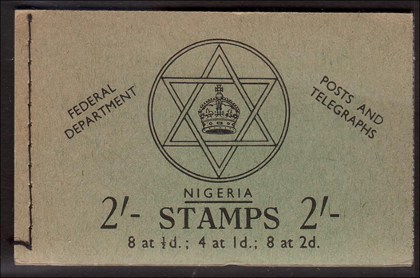 FEDERAL
DEPARTMENT
POSTS AND
TELEGRAPHS
NIGERIA
2/- STAMPS 2/-
8 at ½d.; 4 at 1d.; 8 at 2d.